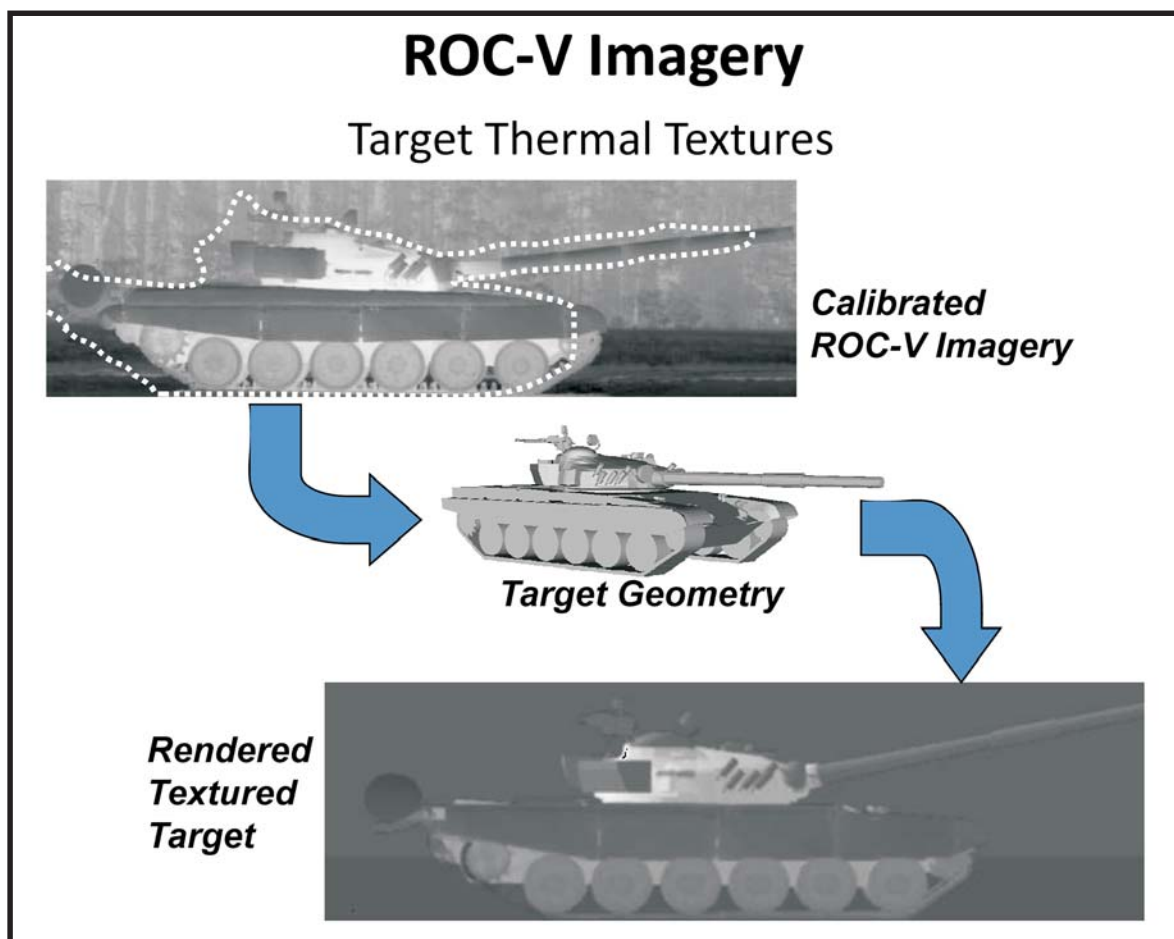 ROC-V Imagery
Target Thermal Textures
Calibrated
ROC-V Imagery
Target Geometry
Rendered
Textured
Target